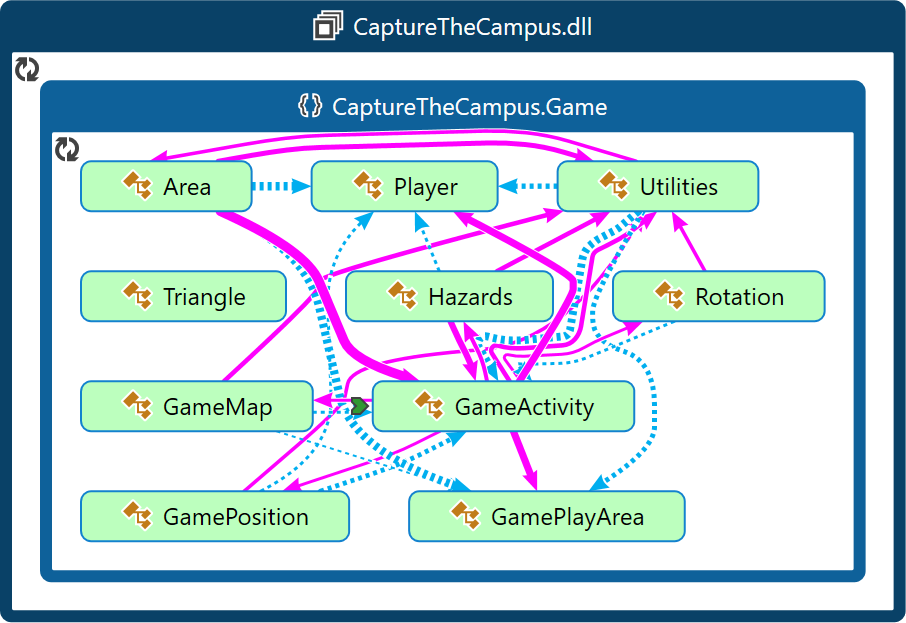 CaptureTheCampus.dll
CaptureTheCampus.Game
Area
Player
Utilities
Triangle
Hazards
Rotation
GameMap
GameActivity
GamePosition
GamePlayArea